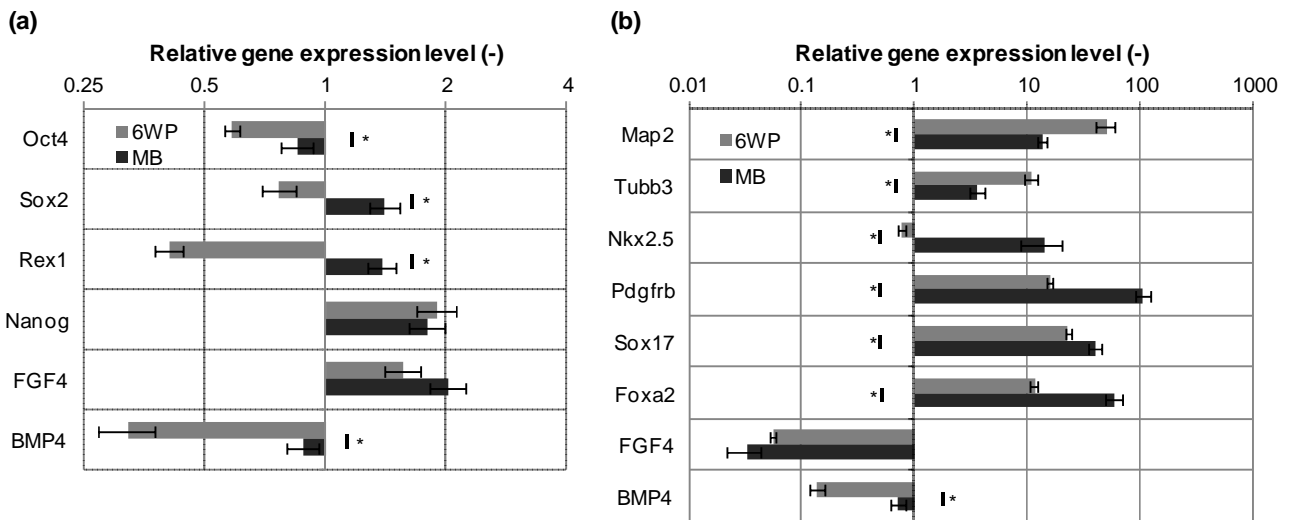 (a)
Relative gene expression level (-)
0.25 0.5 1 2 4
Oct4
6WP
MB
*
Sox2
*
Rex1
*
Nanog
FGF4
BMP4
*
(b)
Relative gene expression level (-)
0.01 0.1 1 10 100 1000
Map2
6WP
*
Tubb3
MB
*
Nkx2.5
*
Pdgfrb
*
Sox17
*
Foxa2
*
FGF4
BMP4
*